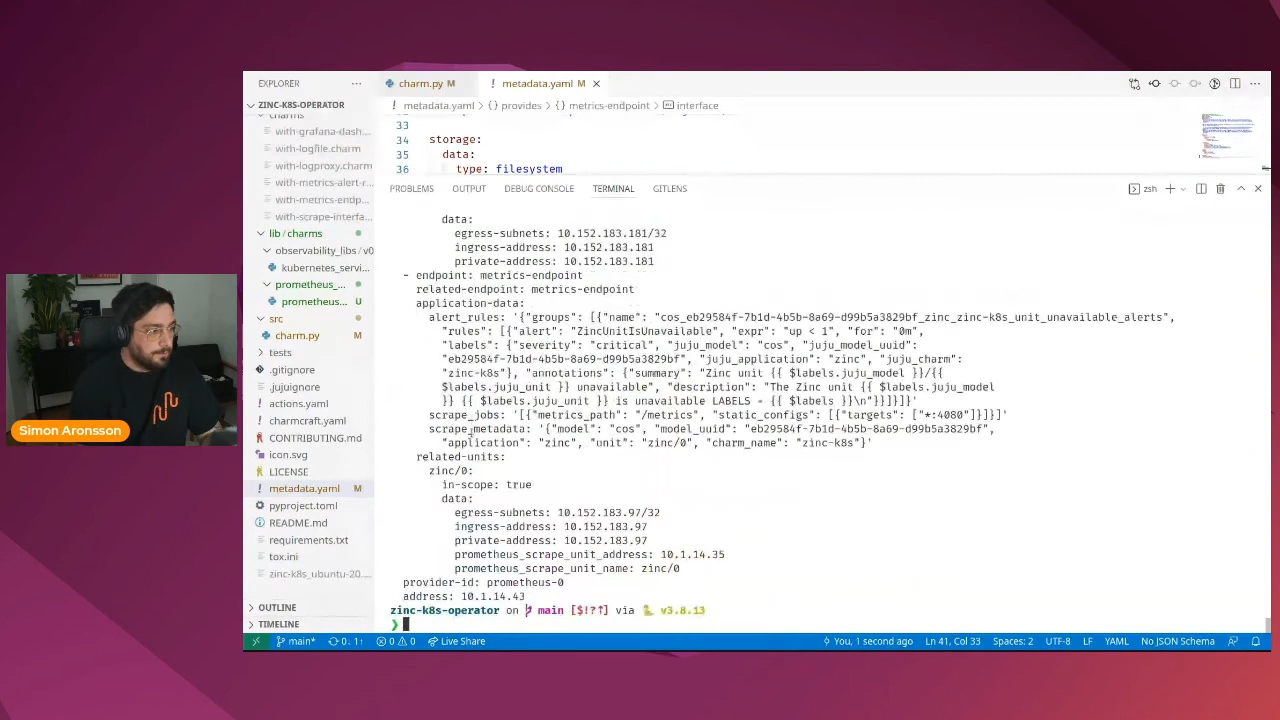 EXPLORER
ZINC-K8S-OPERATOR
charms
with-grafana-dash...
with-logfile.charm
with-logproxy.charm
with-metrics-alert-r...
with-metrics-endp...
with-scrape-interfa...
lib/charms
observability_libs / v0
kubernetes_servi...
prometheus_...
prometheus... U
src
charm.py M
tests
.gitignore
.jujuignore
actions.yaml
charmcraft.yaml
CONTRIBUTING.md
icon.svg
LICENSE
metadata.yaml M
pyproject.toml
README.md
requirements.txt
tox.ini
zinc-k8s_ubuntu-20....
OUTLINE
TIMELINE
charm.py M
metadata.yaml M
metadata.yaml > {} provides > {} metrics-endpoint > interface
33
34 storage:
35 data:
36 type: filesystem
PROBLEMS OUTPUT DEBUG CONSOLE TERMINAL GITLENS
zsh
data:
egress-subnets: 10.152.183.181/32
ingress-address: 10.152.183.181
private-address: 10.152.183.181
- endpoint: metrics-endpoint
related-endpoint: metrics-endpoint
application-data:
alert_rules: '{"groups": [{"name": "cos_eb29584f-7b1d-4b5b-8a69-d99b5a3829bf_zinc_zinc-k8s_unit_unavailable_alerts",
"rules": [{"alert": "ZincUnitIsUnavailable", "expr": "up < 1", "for": "0m",
"labels": {"severity": "critical", "juju_model": "cos", "juju_model_uuid":
"eb29584f-7b1d-4b5b-8a69-d99b5a3829bf", "juju_application": "zinc", "juju_charm":
"zinc-k8s"}, "annotations": {"summary": "Zinc unit {{ $labels.juju_model }}/{{
$labels.juju_unit }} unavailable", "description": "The Zinc unit {{ $labels.juju_model
}} {{ $labels.juju_unit }} is unavailable LABELS = {{ $labels }}\n"}}]}]}'
scrape_jobs: '[{"metrics_path": "/metrics", "static_configs": [{"targets": ["*:4080"]}]}]'
scrape_metadata: '{"model": "cos", "model_uuid": "eb29584f-7b1d-4b5b-8a69-d99b5a3829bf",
"application": "zinc", "unit": "zinc/0", "charm_name": "zinc-k8s"}'
related-units:
zinc/0:
in-scope: true
data:
egress-subnets: 10.152.183.97/32
ingress-address: 10.152.183.97
private-address: 10.152.183.97
prometheus_scrape_unit_address: 10.1.14.35
prometheus_scrape_unit_name: zinc/0
provider-id: prometheus-0
address: 10.1.14.43
zinc-k8s-operator on main [$!?↑] via v3.8.13
❯
main* 0↓ 1↑ 0 0 Live Share
You, 1 second ago Ln 41, Col 33 Spaces: 2 UTF-8 LF YAML No JSON Schema
Simon Aronsson